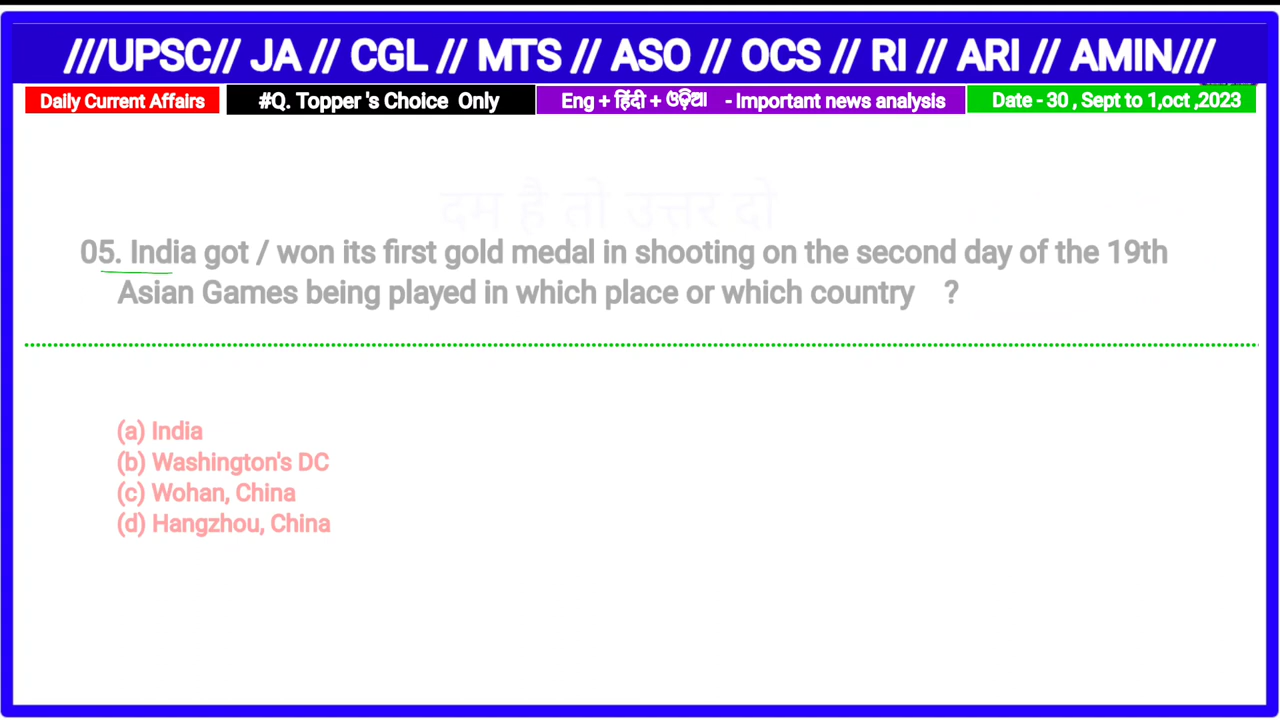 ///UPSC// JA // CGL // MTS // ASO // OCS // RI // ARI // AMIN///
Daily Current Affairs #Q. Topper 's Choice Only Eng + हिंदी + ଓଡ଼ିଆ - Important news analysis Date - 30 , Sept to 1,oct ,2023
दम है तो उत्तर दो
05. India got / won its first gold medal in shooting on the second day of the 19th
Asian Games being played in which place or which country ?
(a) India
(b) Washington's DC
(c) Wohan, China
(d) Hangzhou, China